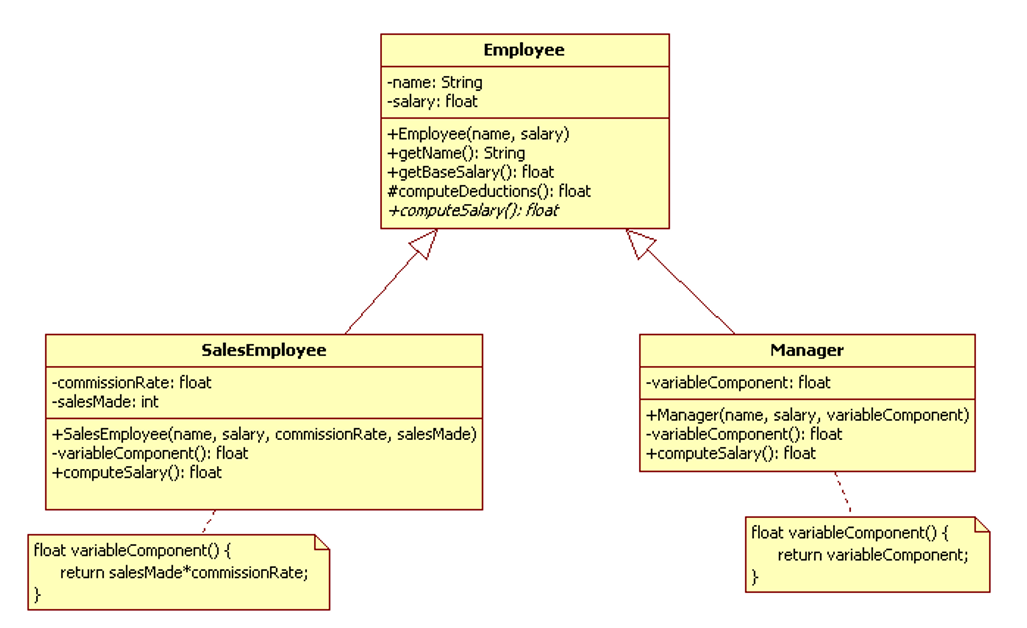 Employee
-name: String
-salary: float
+Employee(name, salary)
+getName(): String
+getBaseSalary(): float
#computeDeductions(): float
+computeSalary(): float
SalesEmployee
-commissionRate: float
-salesMade: int
+SalesEmployee(name, salary, commissionRate, salesMade)
-variableComponent(): float
+computeSalary(): float
Manager
-variableComponent: float
+Manager(name, salary, variableComponent)
-variableComponent(): float
+computeSalary(): float
float variableComponent() {
return salesMade*commissionRate;
}
float variableComponent() {
return variableComponent;
}